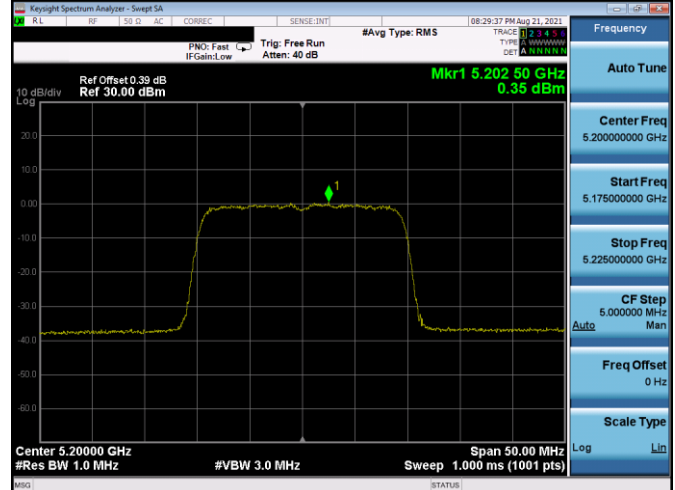 Keysight Spectrum Analyzer - Swept SA
RL RF 50 Ω AC CORREC SENSE:INT 08:29:37 PM Aug 21, 2021
#Avg Type: RMS
TRACE 1 2 3 4 5 6
TYPE A WWWWW
DET A N N N N N
PNO: Fast
IFGain:Low
Trig: Free Run
Atten: 40 dB
Mkr1 5.202 50 GHz
0.35 dBm
Ref Offset 0.39 dB
Ref 30.00 dBm
10 dB/div
Log
20.0
10.0
0.00
-10.0
-20.0
-30.0
-40.0
-50.0
-60.0
1
Center 5.20000 GHz
#Res BW 1.0 MHz
#VBW 3.0 MHz
Span 50.00 MHz
Sweep 1.000 ms (1001 pts)
MSG
STATUS
Frequency
Auto Tune
Center Freq
5.200000000 GHz
Start Freq
5.175000000 GHz
Stop Freq
5.225000000 GHz
CF Step
5.000000 MHz
Auto Man
Freq Offset
0 Hz
Scale Type
Log Lin